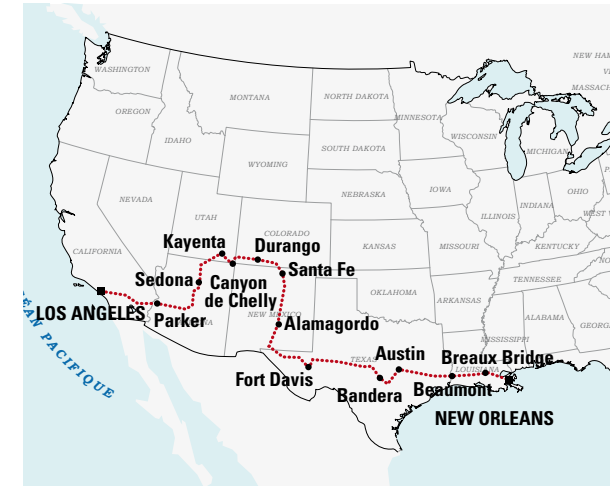 WASHINGTON
NEW HAM
MASSACH
MONTANA
NORTH DAKOTA
MINNESOTA
OREGON
WISCONSIN
IDAHO
SOUTH DAKOTA
MICHIGAN
WYOMING
IOWA
NEBRASKA
NEVADA
OHIO
ILLINOIS
INDIANA
UTAH
WEST V
COLORADO
CALIFORNIA
KANSAS
MISSOURI
KENTUCKY
Kayenta
Durango
Santa Fe
Sedona
Canyon
de Chelly
TENNESSEE
OKLAHOMA
ARKANSAS
LOS ANGELES
Parker
NEW MEXICO
Alamagordo
ALABAMA
GEORG
MISSISSIPPI
TEXAS
Austin
Breaux Bridge
LOUISIANA
Fort Davis
Bandera
Beaumont
NEW ORLEANS
ÉAN PACIFIQUE